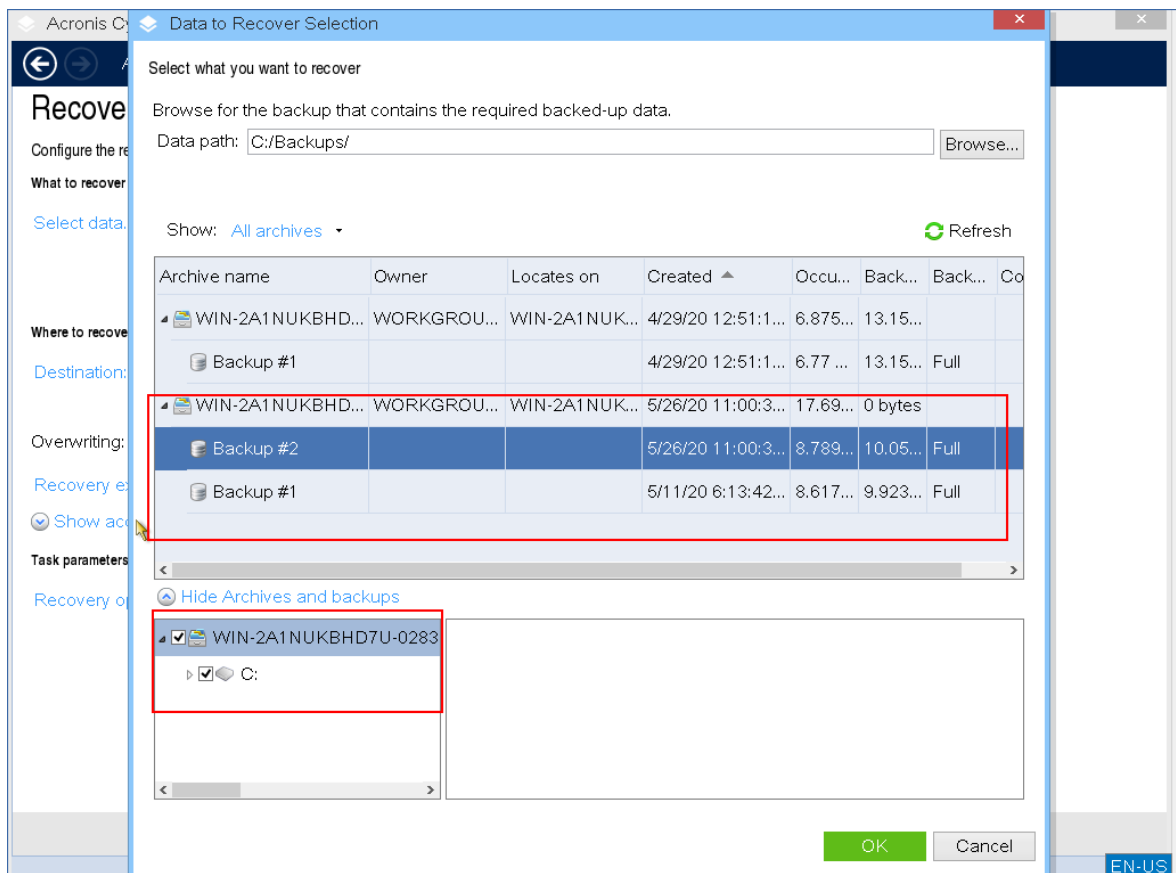 Acronis Cy
Data to Recover Selection
A
Select what you want to recover
Recove
Browse for the backup that contains the required backed-up data.
Configure the re
Data path: C:/Backups/ Browse...
What to recover
Select data.
Show: All archives Refresh
Archive name Owner Locates on Created Occu... Back... Back... Co
WIN-2A1NUKBHD... WORKGROU... WIN-2A1NUK... 4/29/20 12:51:1... 6.875... 13.15...
Where to recove
Backup #1 4/29/20 12:51:1... 6.77 ... 13.15... Full
Destination:
WIN-2A1NUKBHD... WORKGROU... WIN-2A1NUK... 5/26/20 11:00:3... 17.69... 0 bytes
Overwriting:
Backup #2 5/26/20 11:00:3... 8.789... 10.05... Full
Recovery ex
Backup #1 5/11/20 6:13:42... 8.617... 9.923... Full
Show acc
Task parameters
Hide Archives and backups
Recovery op
WIN-2A1NUKBHD7U-0283
C:
OK Cancel
EN-US